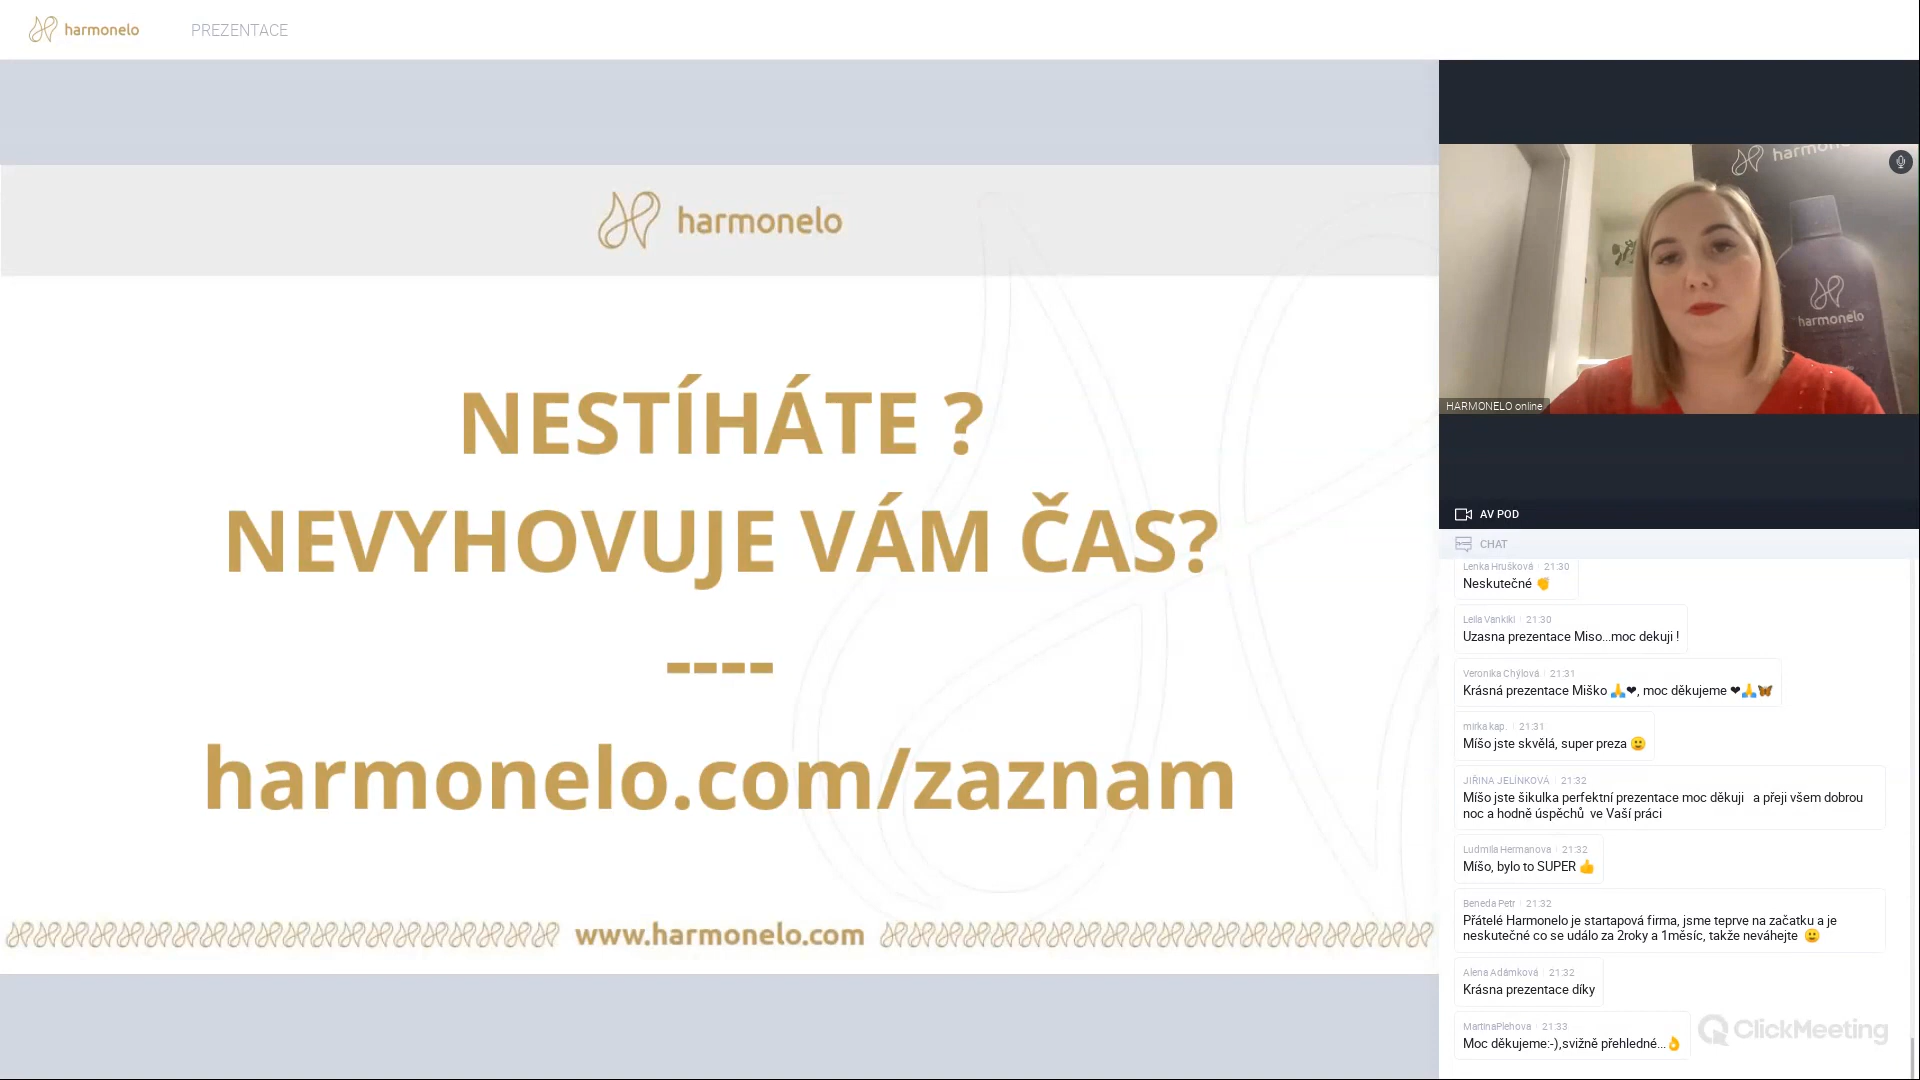 harmonelo
PREZENTACE
harmonelo
NESTÍHÁTE ?
NEVYHOVUJE VÁM ČAS?
----
harmonelo.com/zaznam
www.harmonelo.com
harmonelo
harmonelo
HARMONELO online
AV POD
CHAT
Lenka Hrušková 21:30
Neskutečné 👏
Leila Vankiki 21:30
Uzasna prezentace Miso...moc dekuji !
Veronika Chýlová 21:31
Krásná prezentace Miško 🙏❤, moc děkujeme ❤🙏🦋
mirka kap. 21:31
Míšo jste skvělá, super preza 🙂
JIŘINA JELÍNKOVÁ 21:32
Míšo jste šikulka perfektní prezentace moc děkuji a přeji všem dobrou
noc a hodně úspěchů ve Vaší práci
Ludmila Hermanova 21:32
Míšo, bylo to SUPER 👍
Beneda Petr 21:32
Přátelé Harmonelo je startapová firma, jsme teprve na začatku a je
neskutečné co se událo za 2roky a 1měsíc, takže neváhejte 🙂
Alena Adámková 21:32
Krásna prezentace díky
MartinaPlehova 21:33
Moc děkujeme:-),svižně přehledné...👌
ClickMeeting